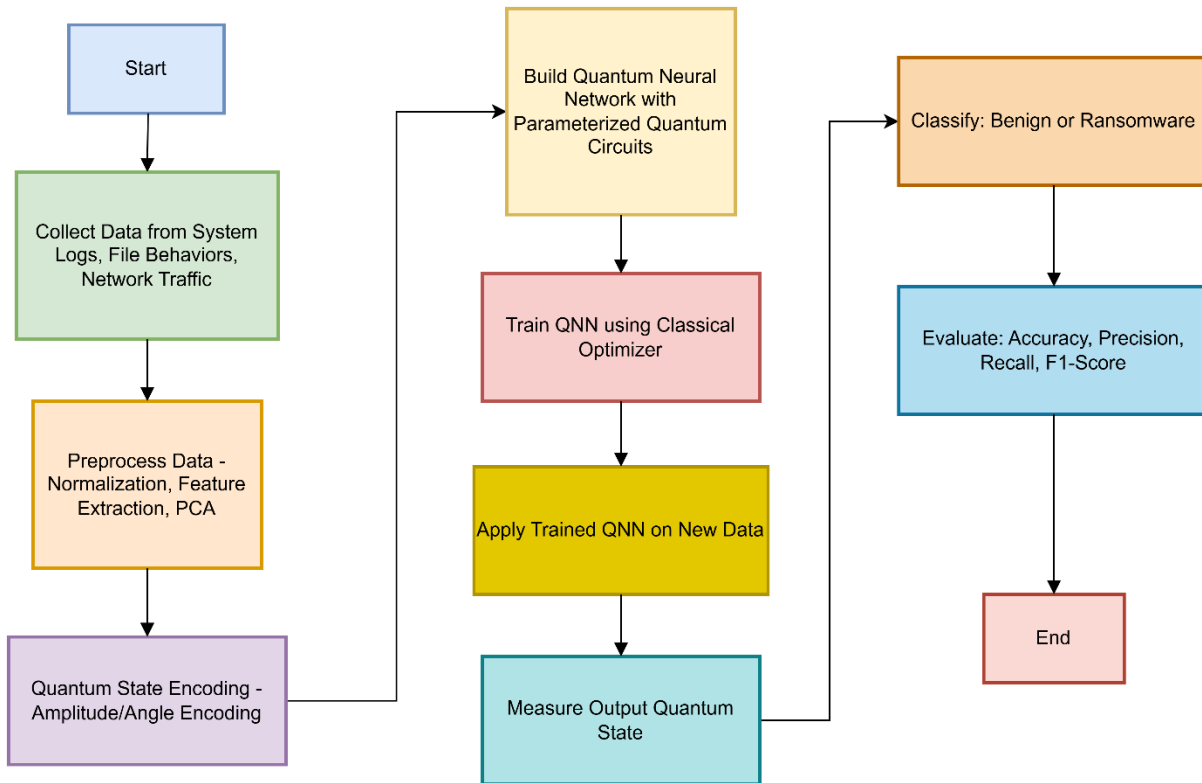 Start
Collect Data from System
Logs, File Behaviors,
Network Traffic
Preprocess Data -
Normalization, Feature
Extraction, PCA
Quantum State Encoding -
Amplitude/Angle Encoding
Build Quantum Neural
Network with
Parameterized Quantum
Circuits
Train QNN using Classical
Optimizer
Apply Trained QNN on New Data
Measure Output Quantum
State
Classify: Benign or Ransomware
Evaluate: Accuracy, Precision,
Recall, F1-Score
End